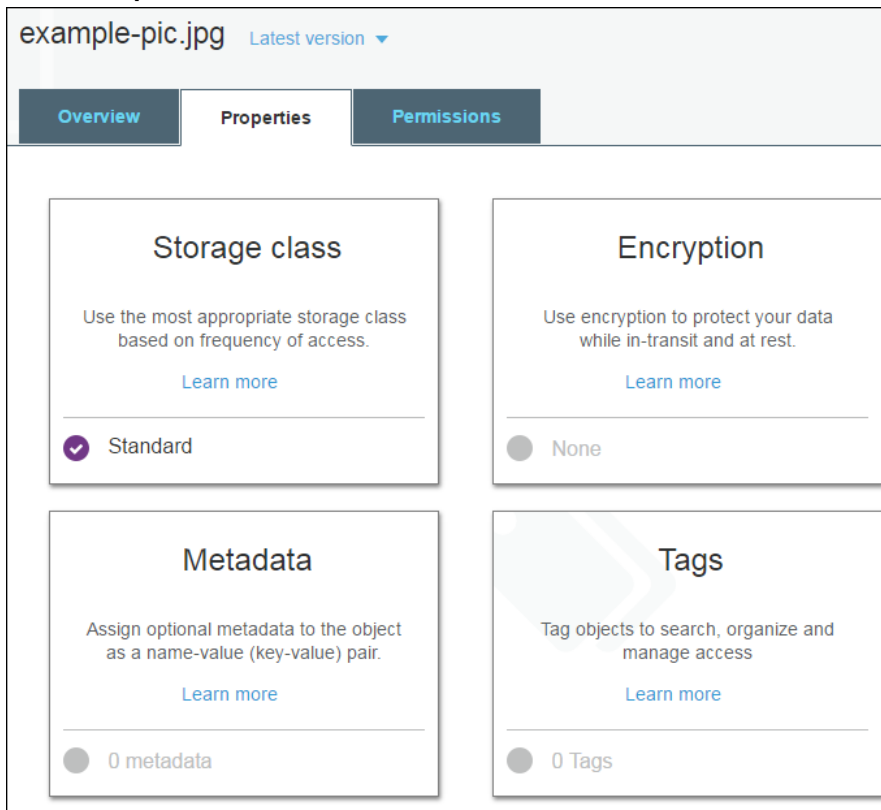 example-pic.jpg Latest version
Overview Properties Permissions
Storage class
Use the most appropriate storage class
based on frequency of access.
Learn more
Standard
Encryption
Use encryption to protect your data
while in-transit and at rest.
Learn more
None
Metadata
Assign optional metadata to the object
as a name-value (key-value) pair.
Learn more
0 metadata
Tags
Tag objects to search, organize and
manage access
Learn more
0 Tags